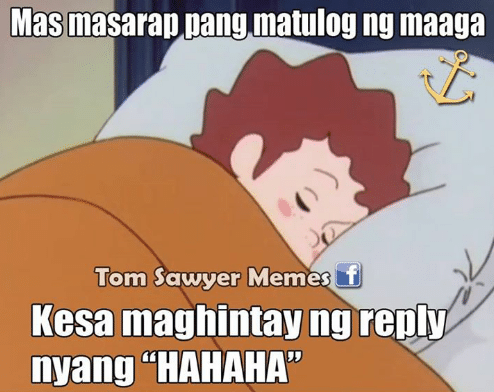 Mas masarap pang matulog ng maaga
Tom Sawyer Memes f
Kesa maghintay ng reply
nyang “HAHAHA”